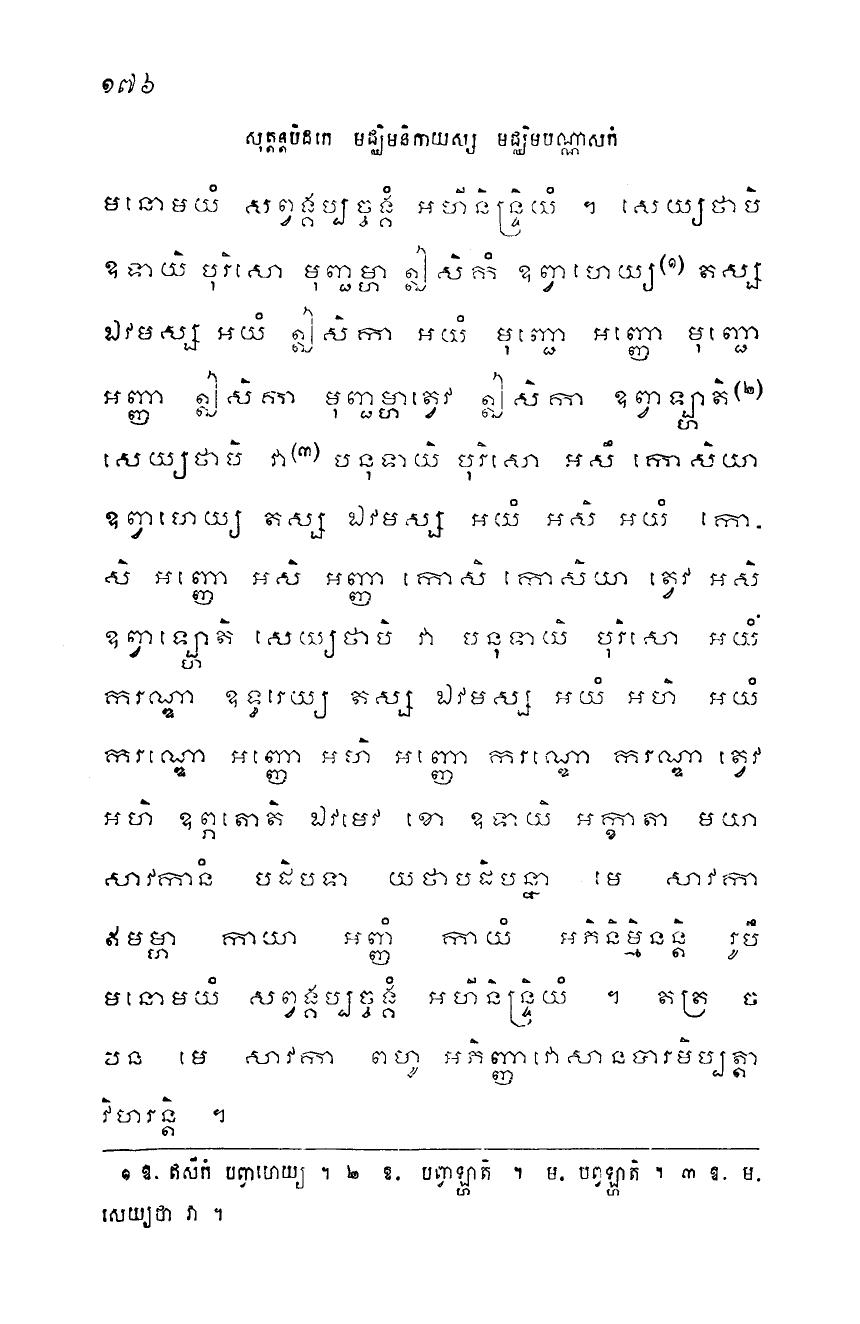 ១៧៦
សុត្តន្តបិដកេ មជ្ឈិមនិកាយស្ស មជ្ឈិមបណ្ណាសកំ
មនោមយំ សព្វង្គប្បច្ចង្គំ អហីនិន្ទ្រិយំ ។ សេយ្យថាបិ
ឧទាយិ បុរិសោ មុញ្ជម្ហា ឦសិកំ ឧព្វាហេយ្យ(១) តស្ស
ឯវមស្ស អយំ ឦសិកា អយំ មុញ្ជោ អញ្ញោ មុញ្ជោ
អញ្ញា ឦសិកា មុញ្ជម្ហាត្វេវ ឦសិកា ឧព្វាឡ្ហាតិ(២)
សេយ្យថាបិ វា(៣) បនុទាយិ បុរិសោ អសឹ កោសិយា
ឧព្វាហេយ្យ តស្ស ឯវមស្ស អយំ អសិ អយំ កោ.
សិ អញ្ញោ អសិ អញ្ញា កោសិ កោសិយា ត្វេវ អសិ
ឧព្វាឡ្ហោតិ សេយ្យថាបិ វា បនុទាយិ បុរិសោ អយំ
ករណ្ឌា ឧទ្ធរេយ្យ តស្ស ឯវមស្ស អយំ អហិ អយំ
ករណ្ឌោ អញ្ញោ អហិ អញ្ញោ ករណ្ឌោ ករណ្ឌា ត្វេវ
អហិ ឧព្ភតោតិ ឯវមេវ ខោ ឧទាយិ អក្ខាតា មយា
សាវកានំ បដិបទា យថាបដិបន្នា មេ សាវកា
ឥមម្ហា កាយា អញ្ញំ កាយំ អភិនិម្មិនន្តិ រូបឹ
មនោមយំ សព្វង្គប្បច្ចង្គំ អហីនិន្ទ្រិយំ ។ តត្រ ច
បន មេ សាវកា ពហូ អភិញ្ញាវោសានបារមិប្បត្តា
វិហរន្តិ ។
១ ឧ. ឥសីកំ បញ្វាហេយ្យ ។ ២ ឧ. បញ្វាឡ្ហាតិ ។ ម. បព្វឡ្ហាតិ ។ ៣ ឧ. ម.
សេយ្យថា វា ។